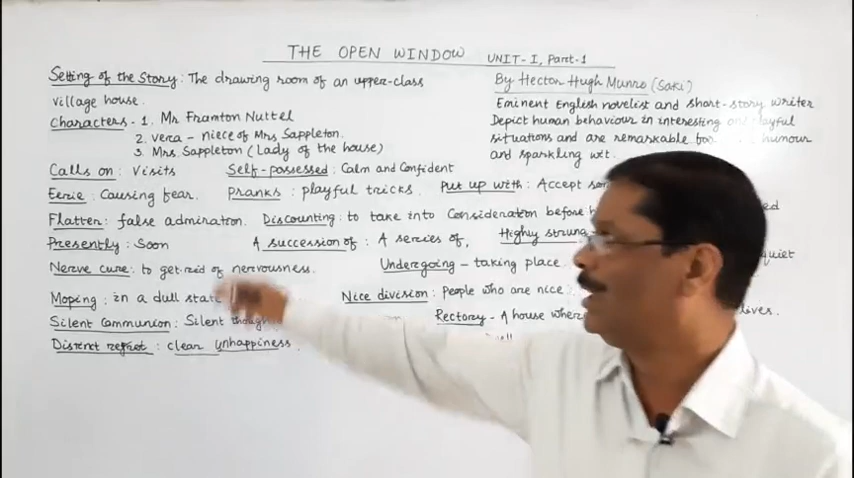 THE OPEN WINDOW UNIT-I, Part-1
Setting of the Story: The drawing room of an upper-class
village house.
Characters - 1. Mr Framton Nuttel
2. Vera - niece of Mrs Sappleton.
3. Mrs. Sappleton (Lady of the house)
By Hector Hugh Munro (Saki)
Eminent English novelist and short-story writer
Depict human behaviour in interesting
situations and are remarkable humour
and sparkling wit.
Calls on: Visits Self-possessed: Calm and Confident
Eerie: Causing fear. Pranks: playful tricks. Put up with: Accept
Flatter: false admiration. Discounting: to take into Consideration
Presently: Soon A succession of: A series of, Highly strung
Nerve cure: to get rid of nervousness. Undergoing - taking place. quiet
Moping: in a dull Nice division: People who are nice.
Silent Communion: Silent Rectory - A house lives.
Distinct regret: clear unhappiness.